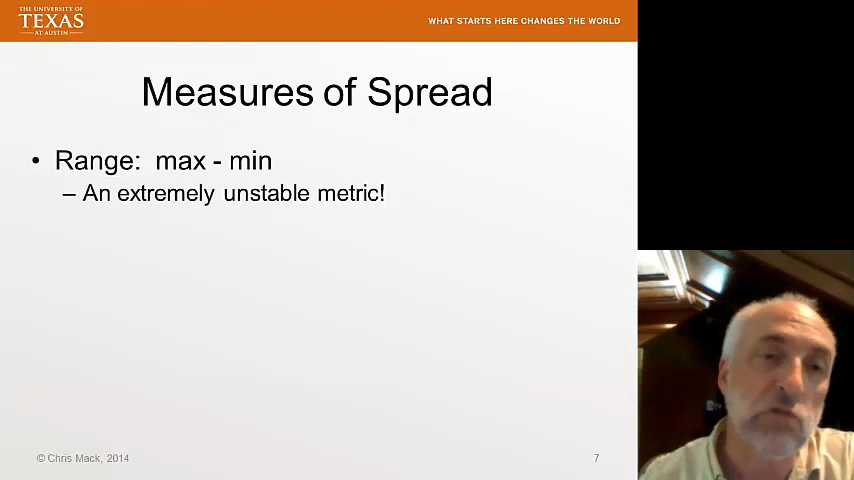 THE UNIVERSITY OF
TEXAS
AT AUSTIN
WHAT STARTS HERE CHANGES THE WORLD
Measures of Spread
• Range: max - min
– An extremely unstable metric!
© Chris Mack, 2014
7